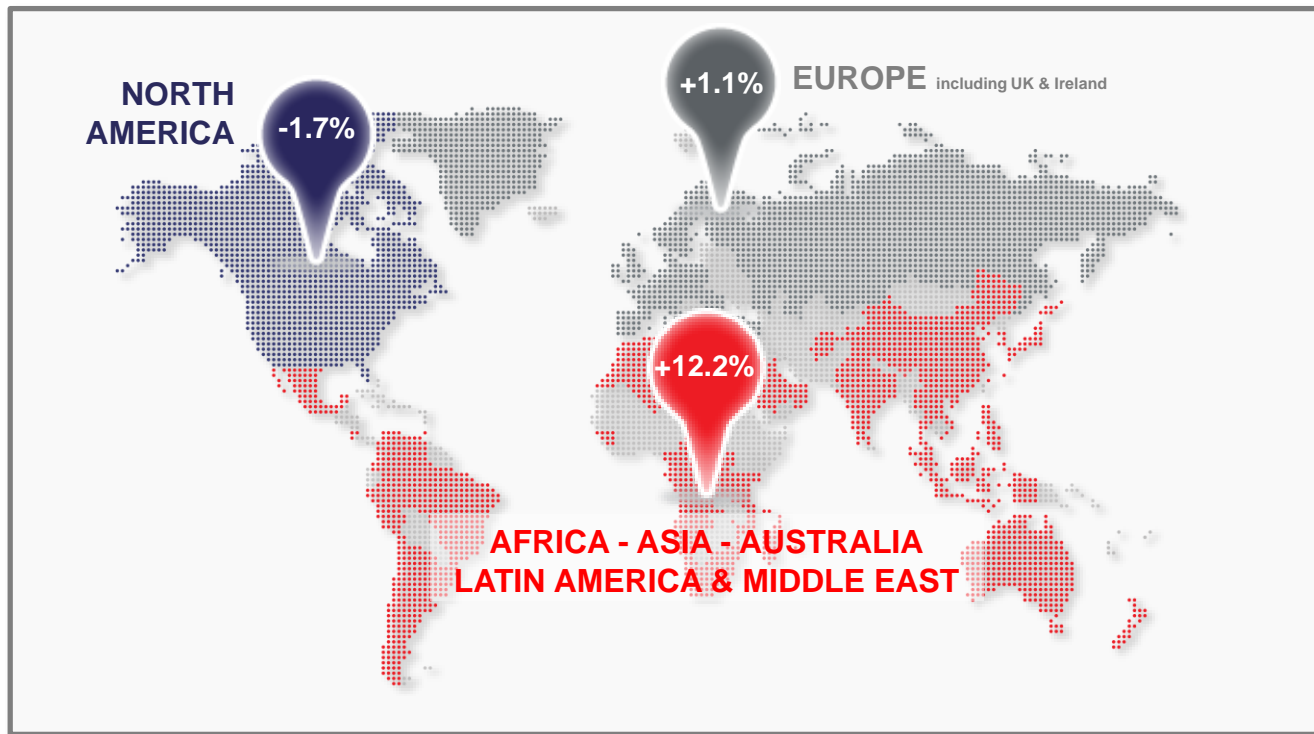 NORTH
AMERICA
-1.7%
+1.1%
EUROPE including UK & Ireland
+12.2%
AFRICA - ASIA - AUSTRALIA
LATIN AMERICA & MIDDLE EAST